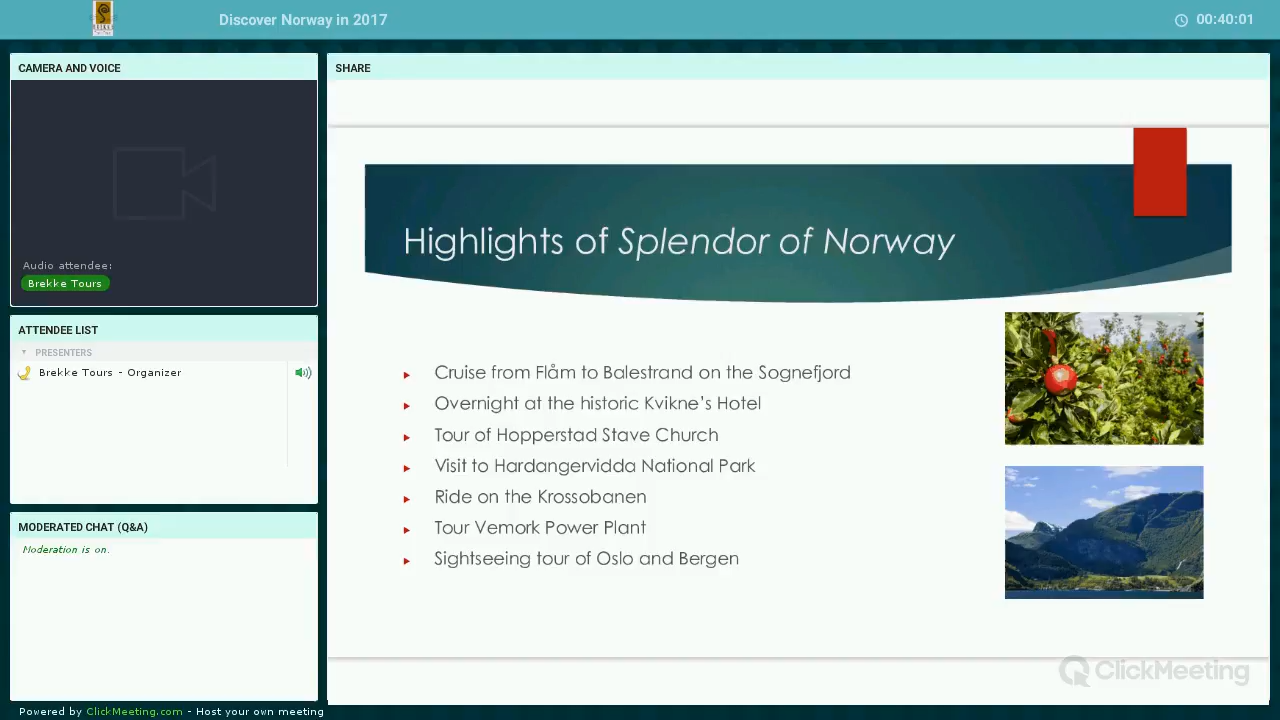 Discover Norway in 2017
00:40:01
CAMERA AND VOICE
Audio attendee:
Brekke Tours
ATTENDEE LIST
PRESENTERS
Brekke Tours - Organizer
MODERATED CHAT (Q&A)
Moderation is on.
SHARE
Highlights of Splendor of Norway
Cruise from Flåm to Balestrand on the Sognefjord
Overnight at the historic Kvikne’s Hotel
Tour of Hopperstad Stave Church
Visit to Hardangervidda National Park
Ride on the Krossobanen
Tour Vemork Power Plant
Sightseeing tour of Oslo and Bergen
ClickMeeting
Powered by ClickMeeting.com - Host your own meeting